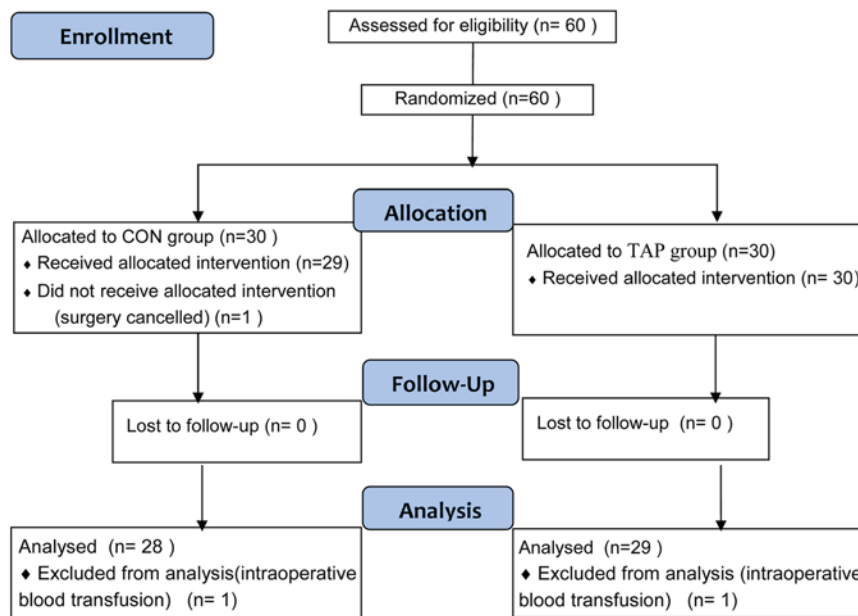 Enrollment
Assessed for eligibility (n= 60 )
Randomized (n=60 )
Allocation
Allocated to CON group (n=30 )
♦ Received allocated intervention (n=29)
♦ Did not receive allocated intervention
(surgery cancelled) (n=1 )
Allocated to TAP group (n=30)
♦ Received allocated intervention (n= 30)
Follow-Up
Lost to follow-up (n= 0 )
Lost to follow-up (n= 0 )
Analysis
Analysed (n= 28 )
♦ Excluded from analysis(intraoperative
blood transfusion) (n= 1)
Analysed (n=29 )
♦ Excluded from analysis (intraoperative
blood transfusion) (n= 1)